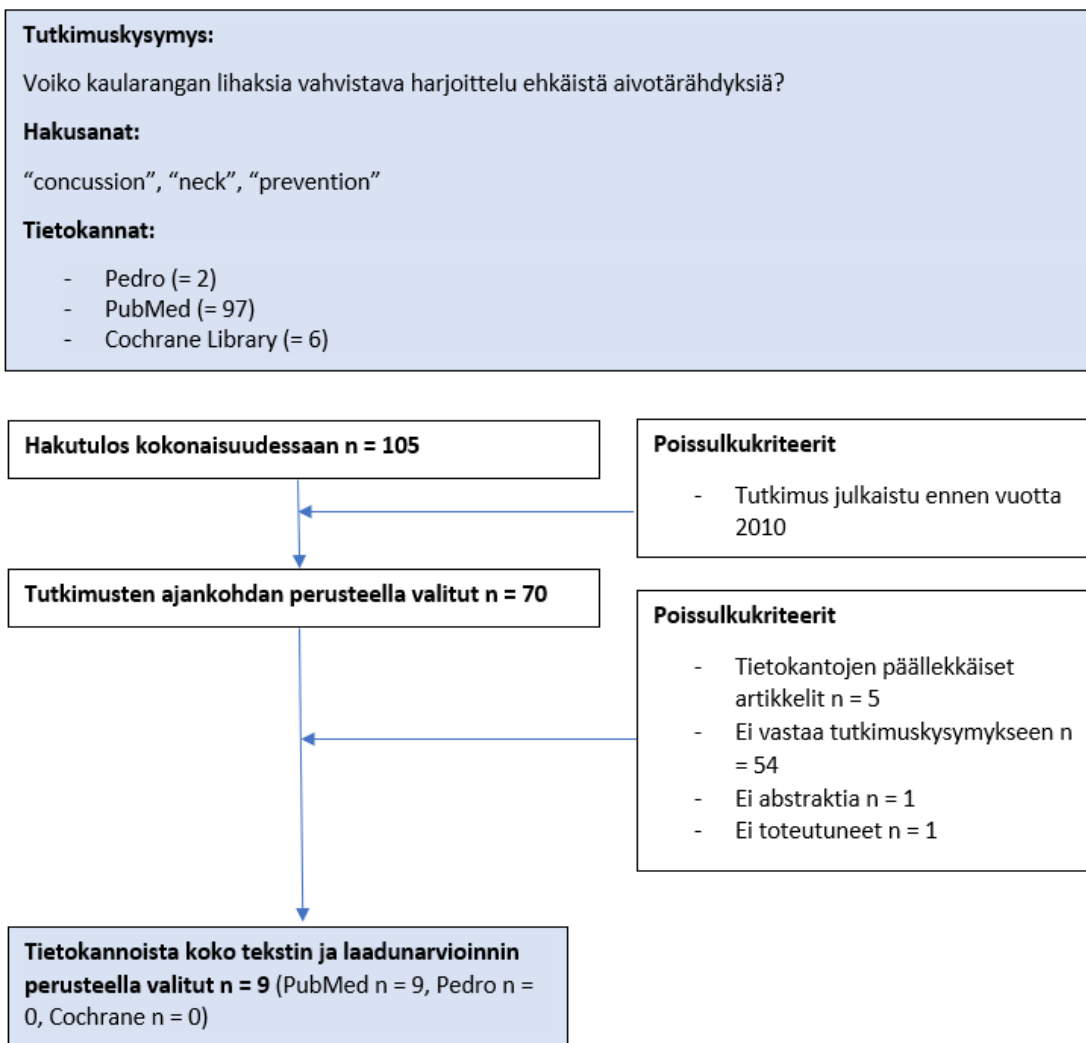 Tutkimuskysymys:
Voiko kaularangan lihaksia vahvistava harjoittelu ehkäistä aivotärähdyksiä?
Hakusanat:
“concussion”, “neck”, “prevention”
Tietokannat:
- Pedro (= 2)
- PubMed (= 97)
- Cochrane Library (= 6)
Hakutulos kokonaisuudessaan n = 105
Poissulkukriteerit
- Tutkimus julkaistu ennen vuotta
2010
Tutkimusten ajankohdan perusteella valitut n = 70
Poissulkukriteerit
- Tietokantojen päällekkäiset
artikkelit n = 5
- Ei vastaa tutkimuskysymykseen n
= 54
- Ei abstraktia n = 1
- Ei toteutuneet n = 1
Tietokannoista koko tekstin ja laadunarvioinnin
perusteella valitut n = 9 (PubMed n = 9, Pedro n =
0, Cochrane n = 0)